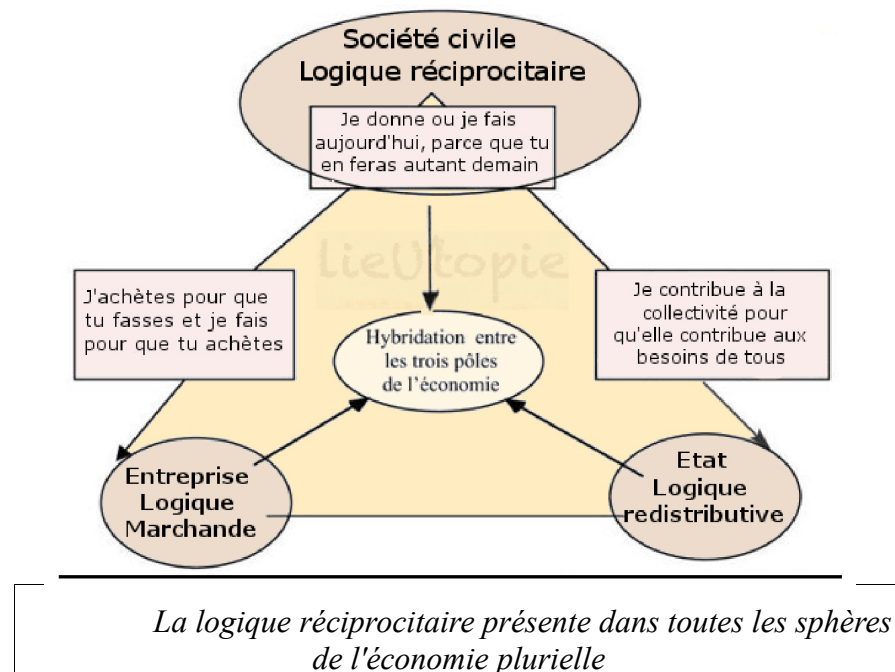 Société civile
Logique réciprocitaire
Je donne ou je fais
aujourd'hui, parce que tu
en feras autant demain
lieUtopie
J'achètes pour que
tu fasses et je fais
pour que tu achètes
Je contribue à la
collectivité pour
qu'elle contribue aux
besoins de tous
Hybridation entre
les trois pôles
de l'économie
Entreprise
Logique
Marchande
Etat
Logique
redistributive
La logique réciprocitaire présente dans toutes les sphères
de l'économie plurielle